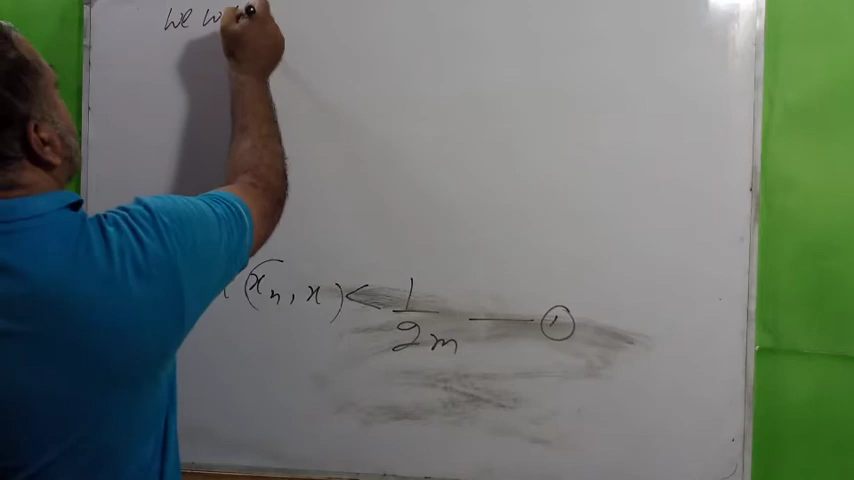 we
(xₙ, x) < 1/2m — ①